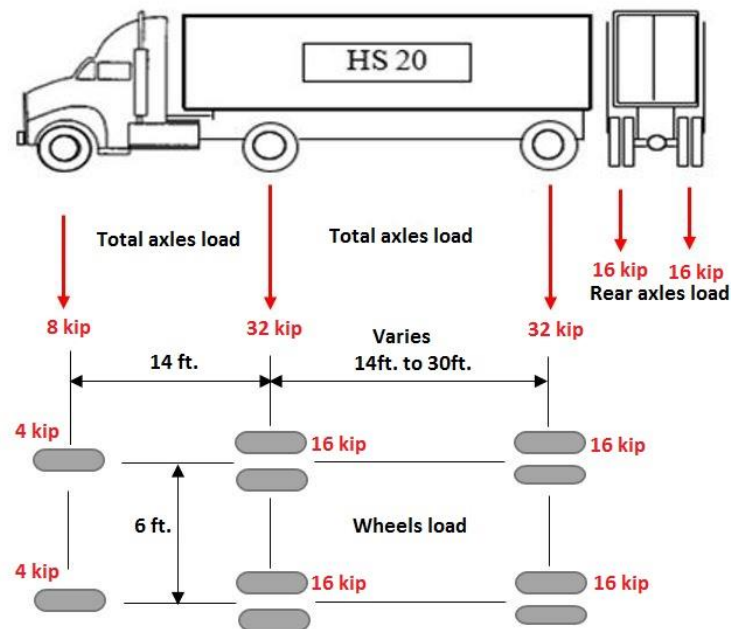 HS 20
Total axles load
Total axles load
16 kip
16 kip
Rear axles load
8 kip
32 kip
Varies
14ft. to 30ft.
32 kip
14 ft.
4 kip
16 kip
16 kip
6 ft.
Wheels load
4 kip
16 kip
16 kip